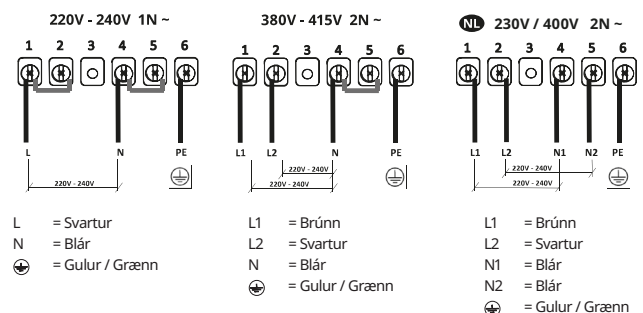 220V - 240V 1N ~
1 2 3 4 5 6
L N PE
220V - 240V
L = Svartur
N = Blár
= Gulur / Grænn
380V - 415V 2N ~
1 2 3 4 5 6
L1 L2 N PE
220V - 240V
220V - 240V
L1 = Brúnn
L2 = Svartur
N = Blár
= Gulur / Grænn
NL 230V / 400V 2N ~
1 2 3 4 5 6
L1 L2 N1 N2 PE
220V - 240V
220V - 240V
L1 = Brúnn
L2 = Svartur
N1 = Blár
N2 = Blár
= Gulur / Grænn